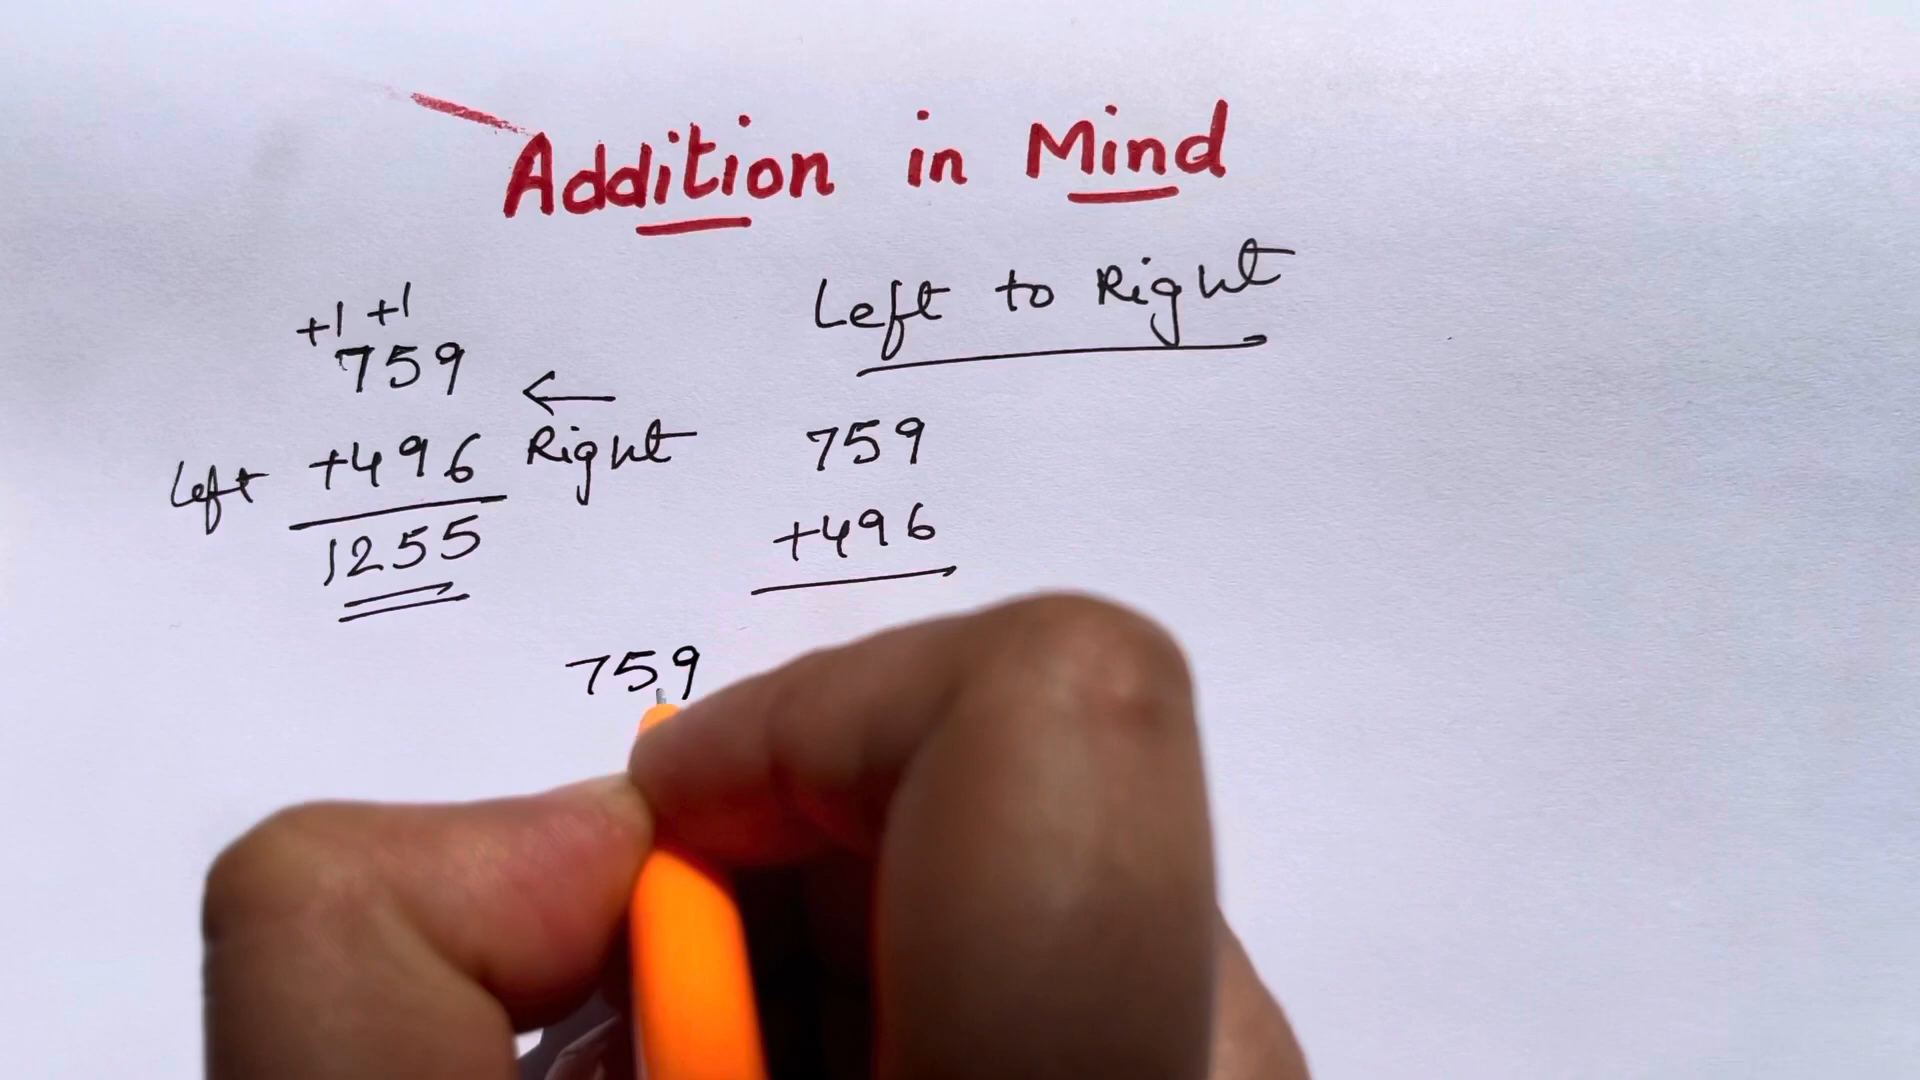 Addition in Mind
Left to Right
+1 +1
759
←
Left +496 Right
1255
759
+496
759